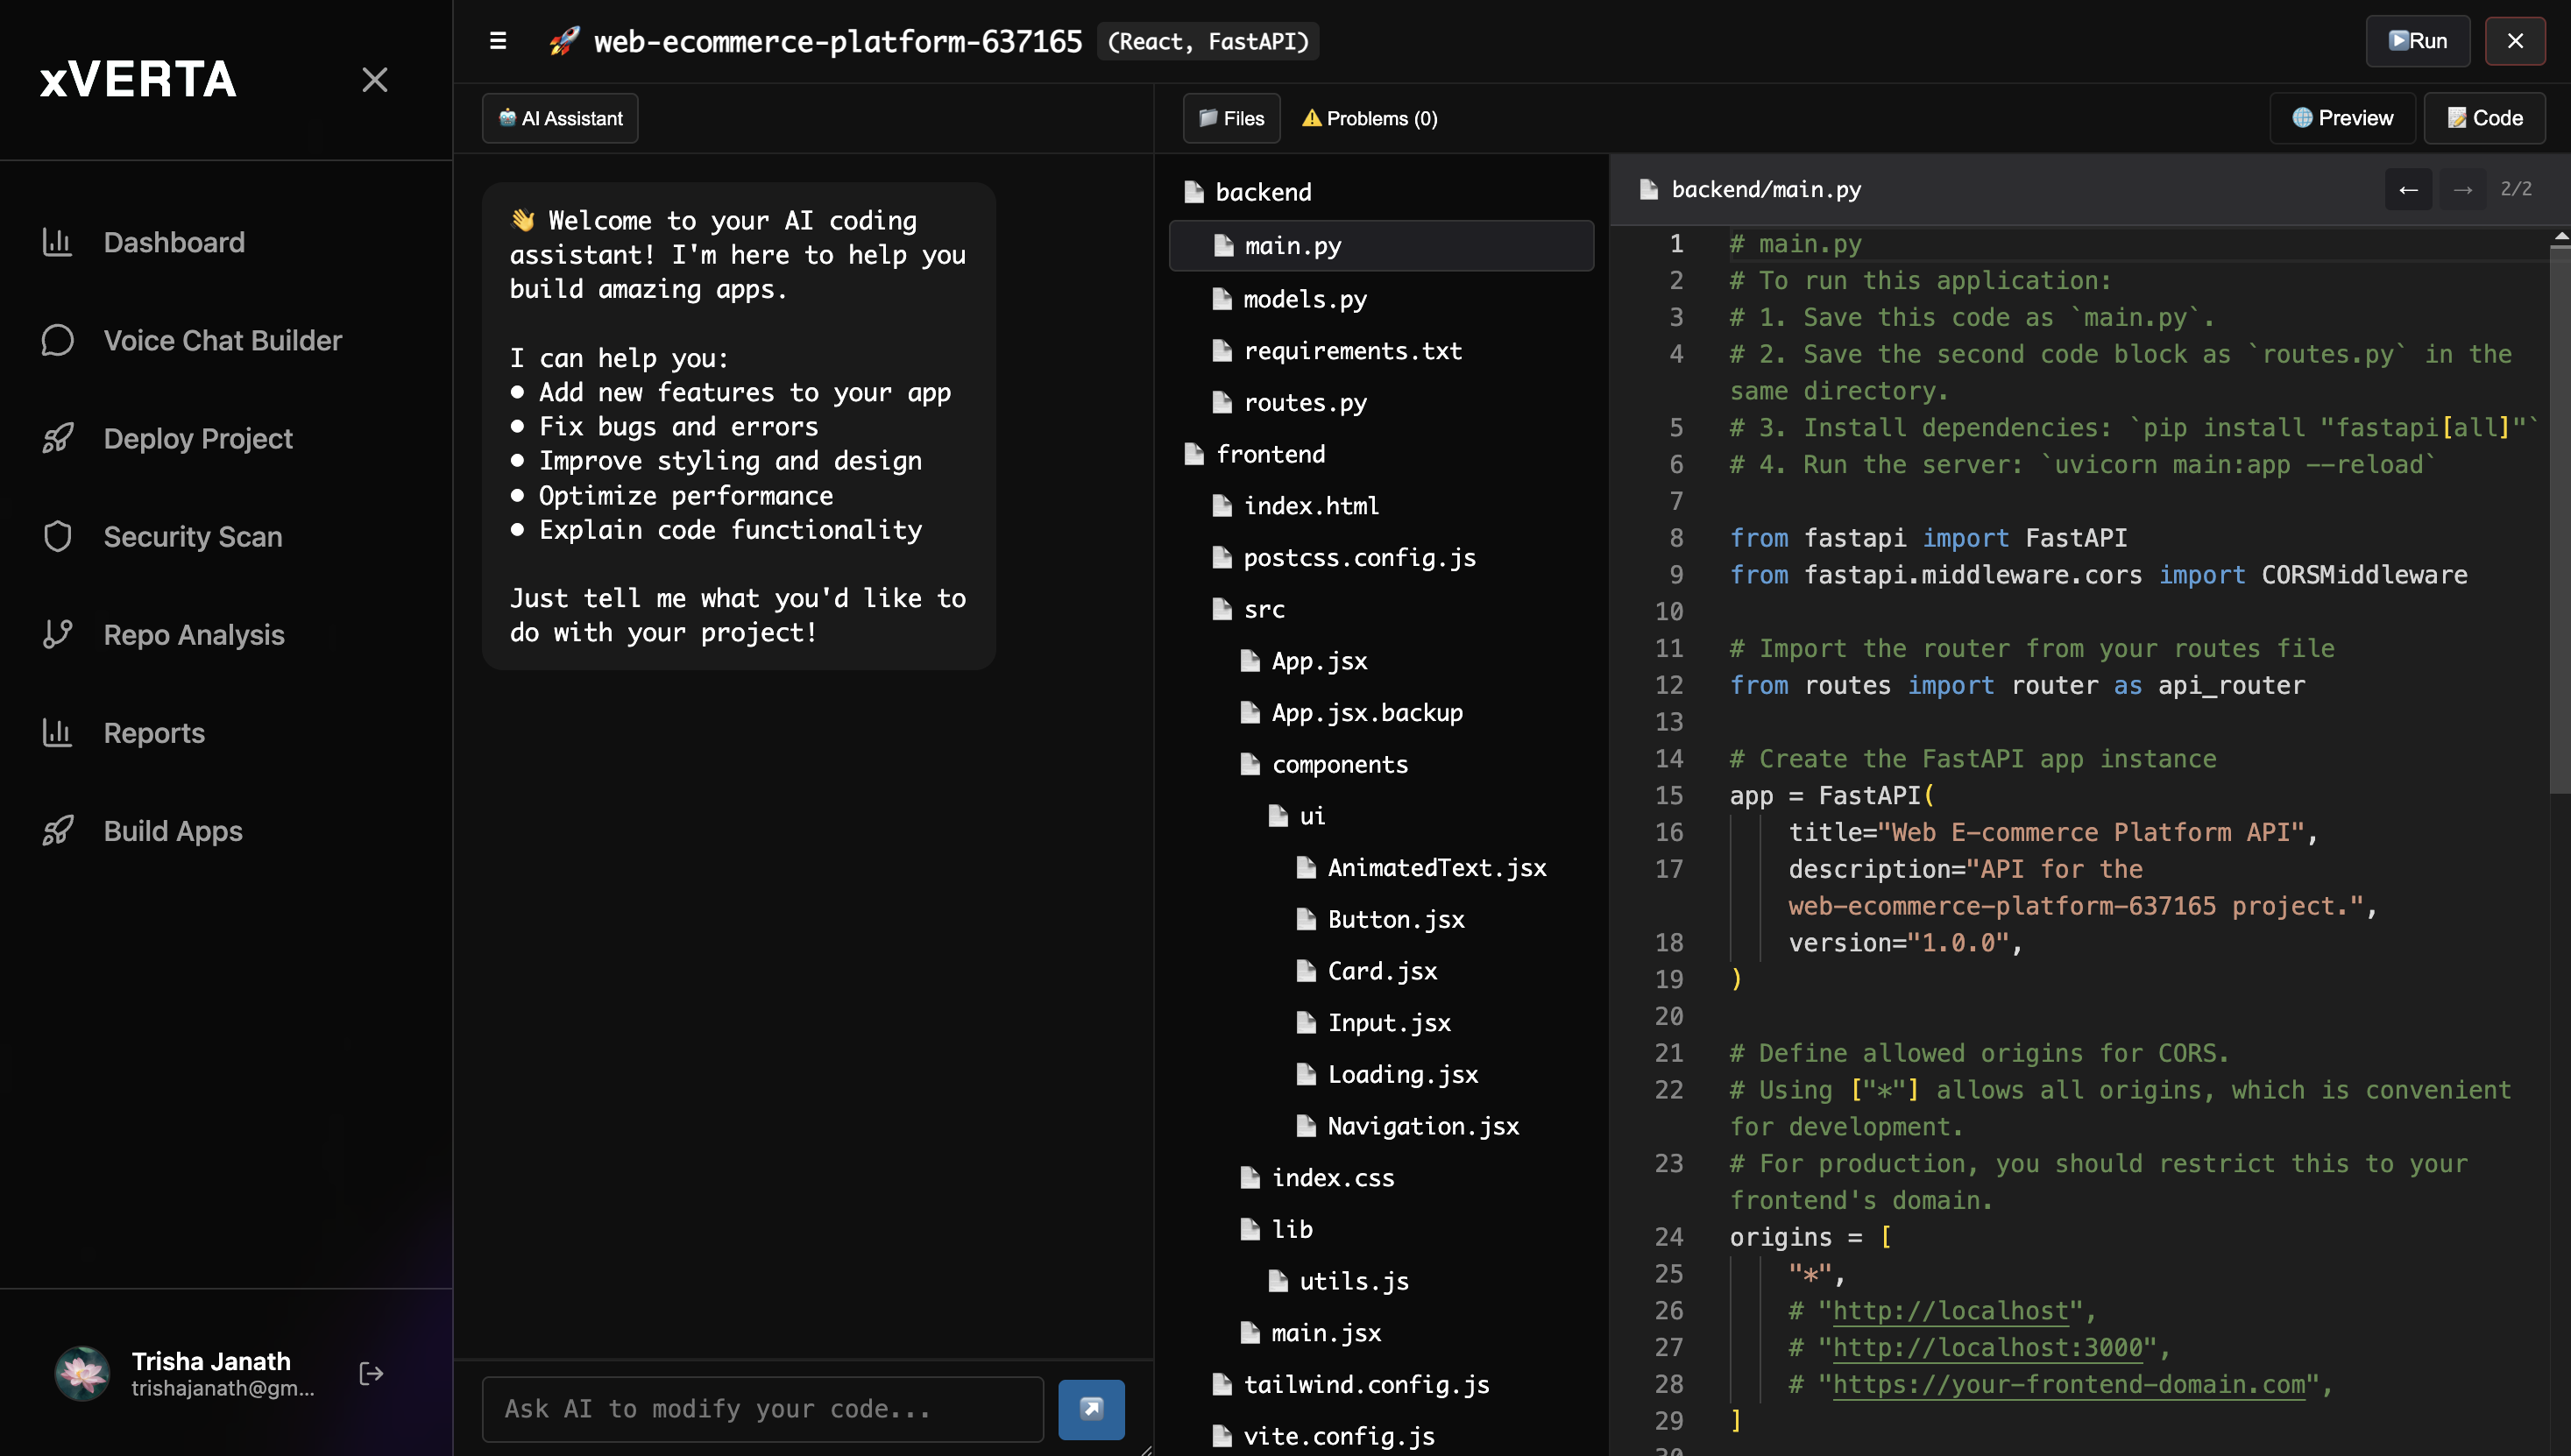 xVERTA
Dashboard
Voice Chat Builder
Deploy Project
Security Scan
Repo Analysis
Reports
Build Apps
Trisha Janath
trishajanath@gm...
web-ecommerce-platform-637165 (React, FastAPI)
Run
AI Assistant
👋 Welcome to your AI coding
assistant! I'm here to help you
build amazing apps.
I can help you:
• Add new features to your app
• Fix bugs and errors
• Improve styling and design
• Optimize performance
• Explain code functionality
Just tell me what you'd like to
do with your project!
Ask AI to modify your code...
Files
Problems (0)
Preview
Code
backend
main.py
models.py
requirements.txt
routes.py
frontend
index.html
postcss.config.js
src
App.jsx
App.jsx.backup
components
ui
AnimatedText.jsx
Button.jsx
Card.jsx
Input.jsx
Loading.jsx
Navigation.jsx
index.css
lib
utils.js
main.jsx
tailwind.config.js
vite.config.js
backend/main.py
← → 2/2
1 # main.py
2 # To run this application:
3 # 1. Save this code as `main.py`.
4 # 2. Save the second code block as `routes.py` in the
same directory.
5 # 3. Install dependencies: `pip install "fastapi[all]"`
6 # 4. Run the server: `uvicorn main:app --reload`
7
8 from fastapi import FastAPI
9 from fastapi.middleware.cors import CORSMiddleware
10
11 # Import the router from your routes file
12 from routes import router as api_router
13
14 # Create the FastAPI app instance
15 app = FastAPI(
16 title="Web E-commerce Platform API",
17 description="API for the
web-ecommerce-platform-637165 project.",
18 version="1.0.0",
19 )
20
21 # Define allowed origins for CORS.
22 # Using ["*"] allows all origins, which is convenient
for development.
23 # For production, you should restrict this to your
frontend's domain.
24 origins = [
25 "*",
26 # "http://localhost",
27 # "http://localhost:3000",
28 # "https://your-frontend-domain.com",
29 ]
30